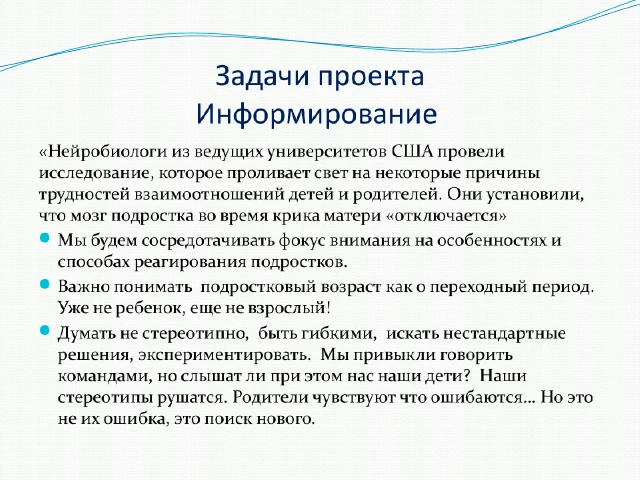 Задачи проекта
Информирование
«Нейробиологи из ведущих университетов США провели
исследование, которое проливает свет на некоторые причины
трудностей взаимоотношений детей и родителей. Они установили,
что мозг подростка во время крика матери «отключается»
Мы будем сосредотачивать фокус внимания на особенностях и
способах реагирования подростков.
Важно понимать  подростковый возраст как о переходный период.
Уже не ребенок, еще не взрослый!
Думать не стереотипно,  быть гибкими,  искать нестандартные
решения, экспериментировать.  Мы привыкли говорить
командами, но слышат ли при этом нас наши дети?  Наши
стереотипы рушатся. Родители чувствуют что ошибаются... Но это
не их ошибка, это поиск нового.